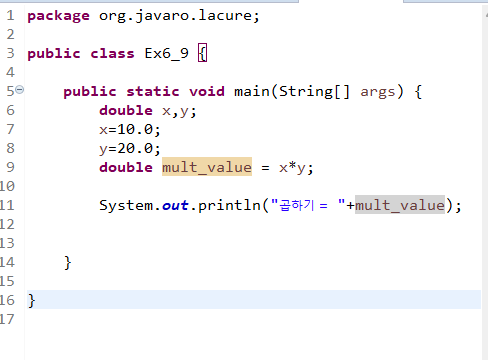 1 package org.javaro.lacure;
2
3 public class Ex6_9 {
4
5     public static void main(String[] args) {
6         double x,y;
7         x=10.0;
8         y=20.0;
9         double mult_value = x*y;
10
11         System.out.println("곱하기 = "+mult_value);
12
13
14     }
15
16 }
17